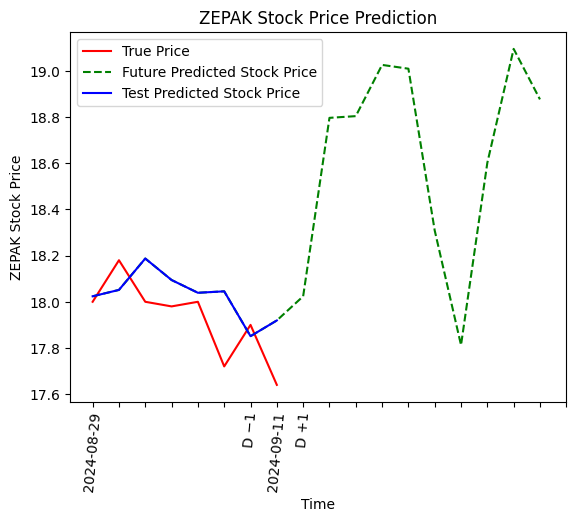 ZEPAK Stock Price Prediction
True Price
Future Predicted Stock Price
Test Predicted Stock Price
ZEPAK Stock Price
19.0
18.8
18.6
18.4
18.2
18.0
17.8
17.6
2024-08-29
D −1
2024-09-11
D +1
Time